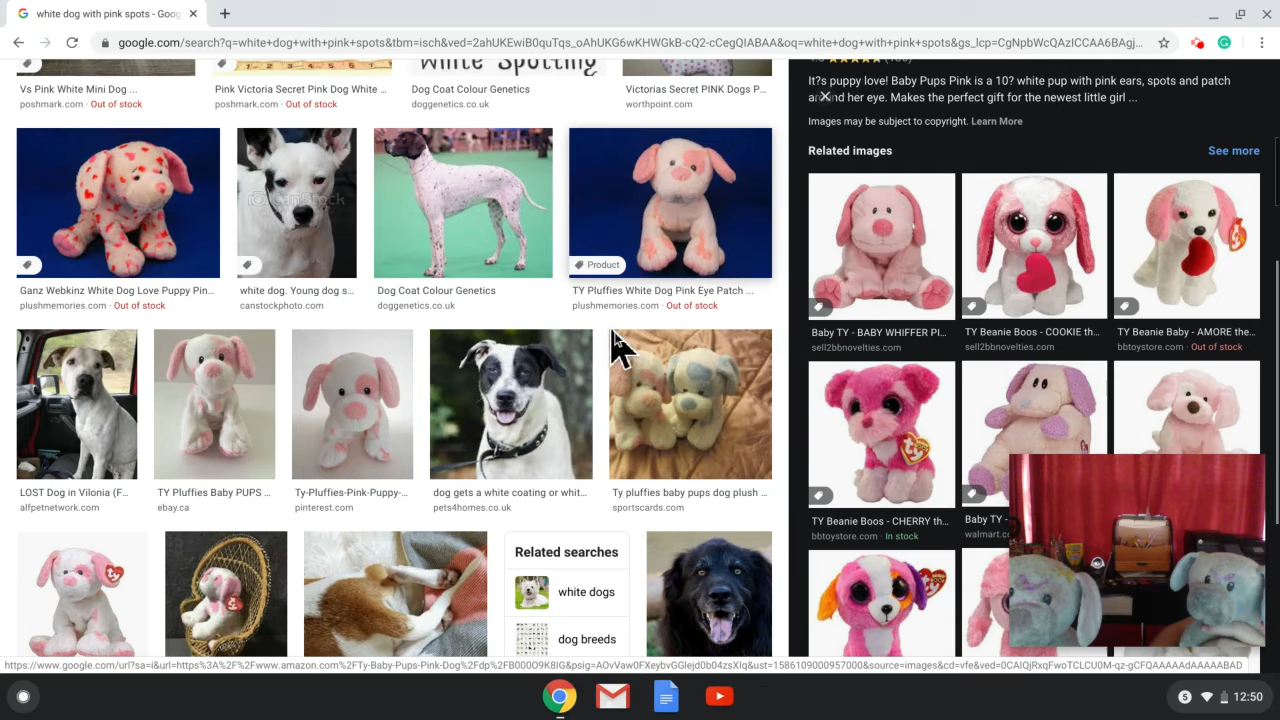 white dog with pink spots - Goog
google.com/search?q=white+dog+with+pink+spots&tbm=isch&ved=2ahUKEwiB0quTqs_oAhUKG6wKHWGkB-cQ2-cCegQIABAA&oq=white+dog+with+pink+spots&gs_lcp=CgNpbWcQAzICCAA6BAgj...
White Spotting
Vs Pink White Mini Dog ...
poshmark.com · Out of stock
Pink Victoria Secret Pink Dog White ...
poshmark.com · Out of stock
Dog Coat Colour Genetics
doggenetics.co.uk
Victorias Secret PINK Dogs P...
worthpoint.com
CanStock
Product
Ganz Webkinz White Dog Love Puppy Pin...
plushmemories.com · Out of stock
white dog. Young dog s...
canstockphoto.com
Dog Coat Colour Genetics
doggenetics.co.uk
TY Pluffies White Dog Pink Eye Patch ...
plushmemories.com · Out of stock
LOST Dog in Vilonia (F...
alfpetnetwork.com
TY Pluffies Baby PUPS ...
ebay.ca
Ty-Pluffies-Pink-Puppy-...
pinterest.com
dog gets a white coating or whit...
pets4homes.co.uk
Ty pluffies baby pups dog plush ...
sportscards.com
Related searches
white dogs
dog breeds
It?s puppy love! Baby Pups Pink is a 10? white pup with pink ears, spots and patch
around her eye. Makes the perfect gift for the newest little girl ...
Images may be subject to copyright. Learn More
Related images
See more
Baby TY - BABY WHIFFER PI...
sell2bbnovelties.com
TY Beanie Boos - COOKIE th...
sell2bbnovelties.com
TY Beanie Baby - AMORE the...
bbtoystore.com · Out of stock
TY Beanie Boos - CHERRY th...
bbtoystore.com · In stock
Baby TY -
walmart.c
https://www.google.com/url?sa=i&url=https%3A%2F%2Fwww.amazon.com%2FTy-Baby-Pups-Pink-Dog%2Fdp%2FB000O9K8IG&psig=AOvVaw0FXeybvGGlejd0b04zsXIq&ust=1586109000957000&source=images&cd=vfe&ved=0CAIQjRxqFwoTCLCU0M-qz-gCFQAAAAAdAAAAABAD
5
12:50